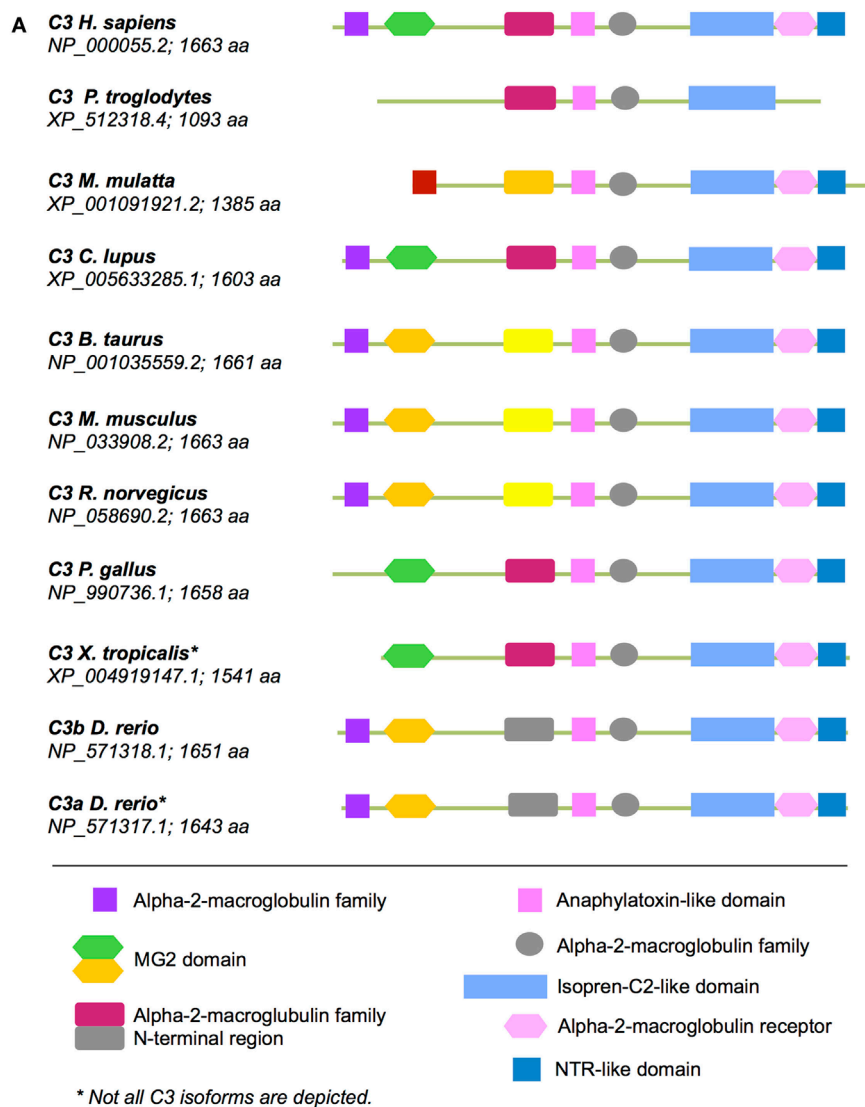 A
C3 H. sapiens
NP_000055.2; 1663 aa
C3 P. troglodytes
XP_512318.4; 1093 aa
C3 M. mulatta
XP_001091921.2; 1385 aa
C3 C. lupus
XP_005633285.1; 1603 aa
C3 B. taurus
NP_001035559.2; 1661 aa
C3 M. musculus
NP_033908.2; 1663 aa
C3 R. norvegicus
NP_058690.2; 1663 aa
C3 P. gallus
NP_990736.1; 1658 aa
C3 X. tropicalis*
XP_004919147.1; 1541 aa
C3b D. rerio
NP_571318.1; 1651 aa
C3a D. rerio*
NP_571317.1; 1643 aa
Alpha-2-macroglobulin family
MG2 domain
Alpha-2-macroglubulin family
N-terminal region
* Not all C3 isoforms are depicted.
Anaphylatoxin-like domain
Alpha-2-macroglobulin family
Isopren-C2-like domain
Alpha-2-macroglobulin receptor
NTR-like domain